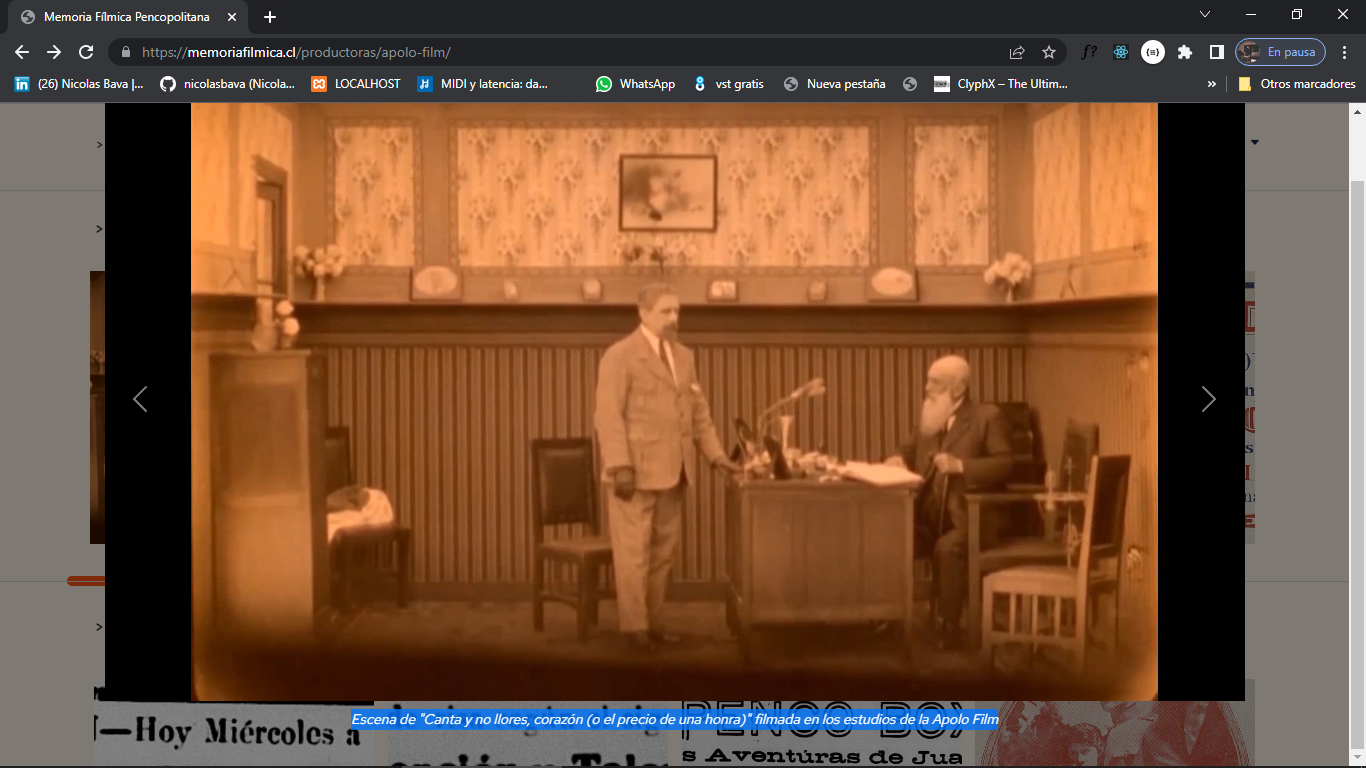 Memoria Fílmica Pencopolitana
https://memoriafilmica.cl/productoras/apolo-film/
f?
En pausa
(26) Nicolas Bava |...
nicolasbava (Nicola...
LOCALHOST
MIDI y latencia: da...
WhatsApp
vst gratis
Nueva pestaña
ClyphX – The Ultim...
»
Otros marcadores
>
>
>
Escena de "Canta y no llores, corazón (o el precio de una honra)" filmada en los estudios de la Apolo Film
—Hoy Miércoles a
PENCO BOX
s Aventúras de Jua